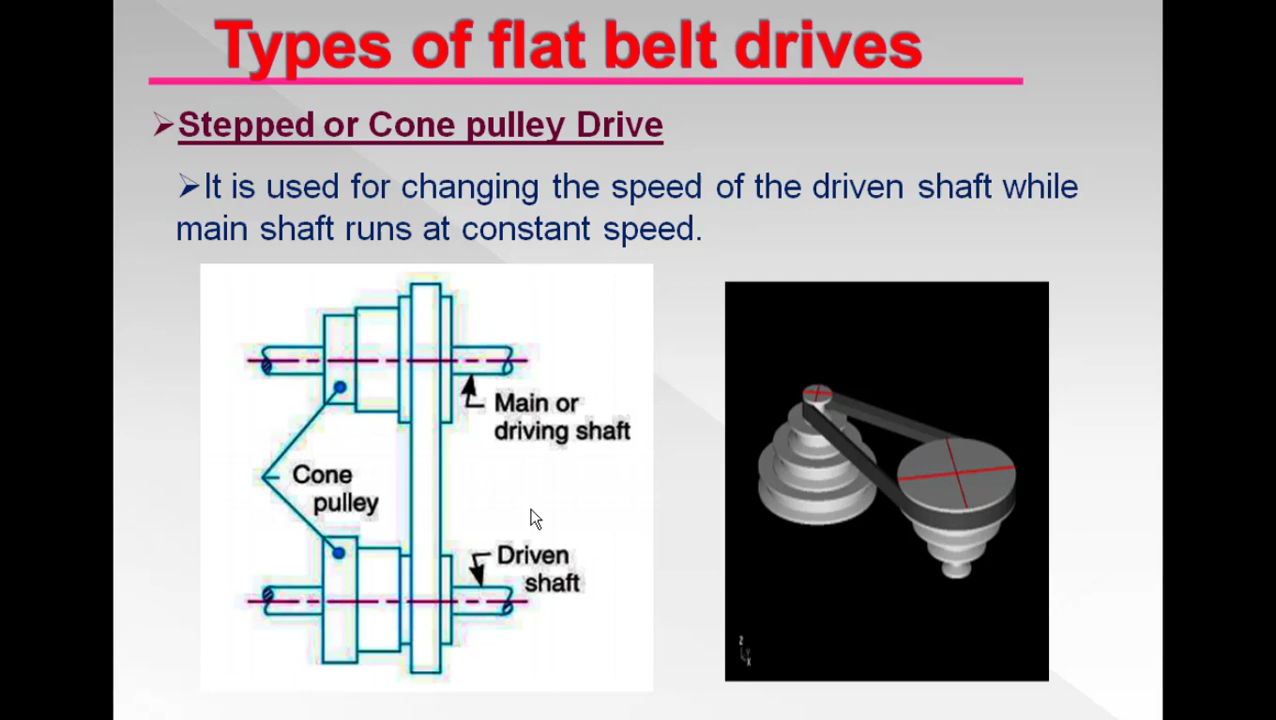 Types of flat belt drives
➢Stepped or Cone pulley Drive
➢It is used for changing the speed of the driven shaft while
main shaft runs at constant speed.
Main or
driving shaft
Cone
pulley
Driven
shaft
z
x